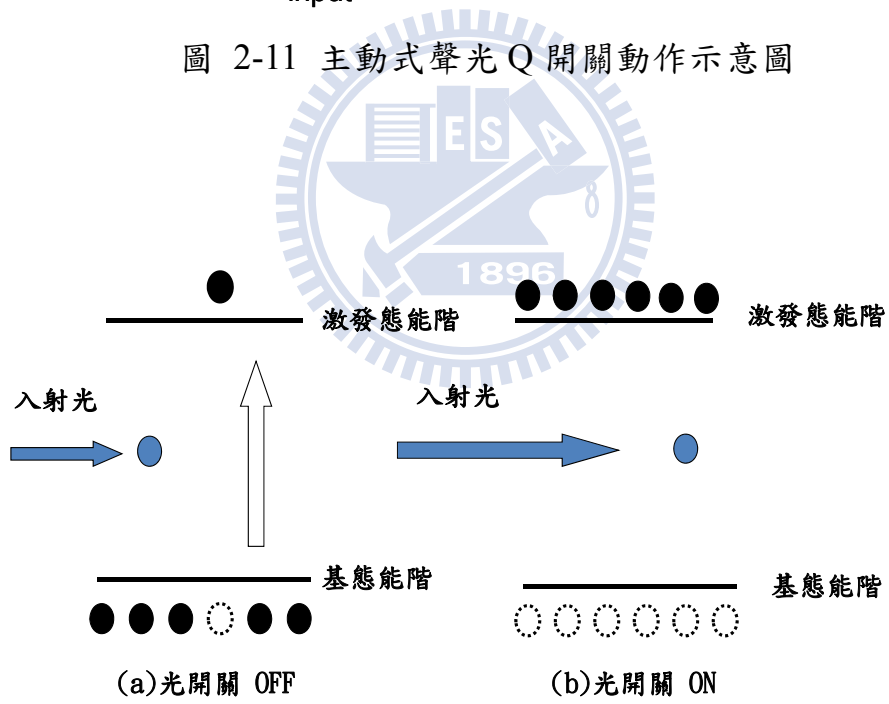 input
圖 2-11 主動式聲光 Q 開關動作示意圖
E S A
1896
激發態能階
激發態能階
入射光
入射光
基態能階
基態能階
(a)光開關 OFF
(b)光開關 ON